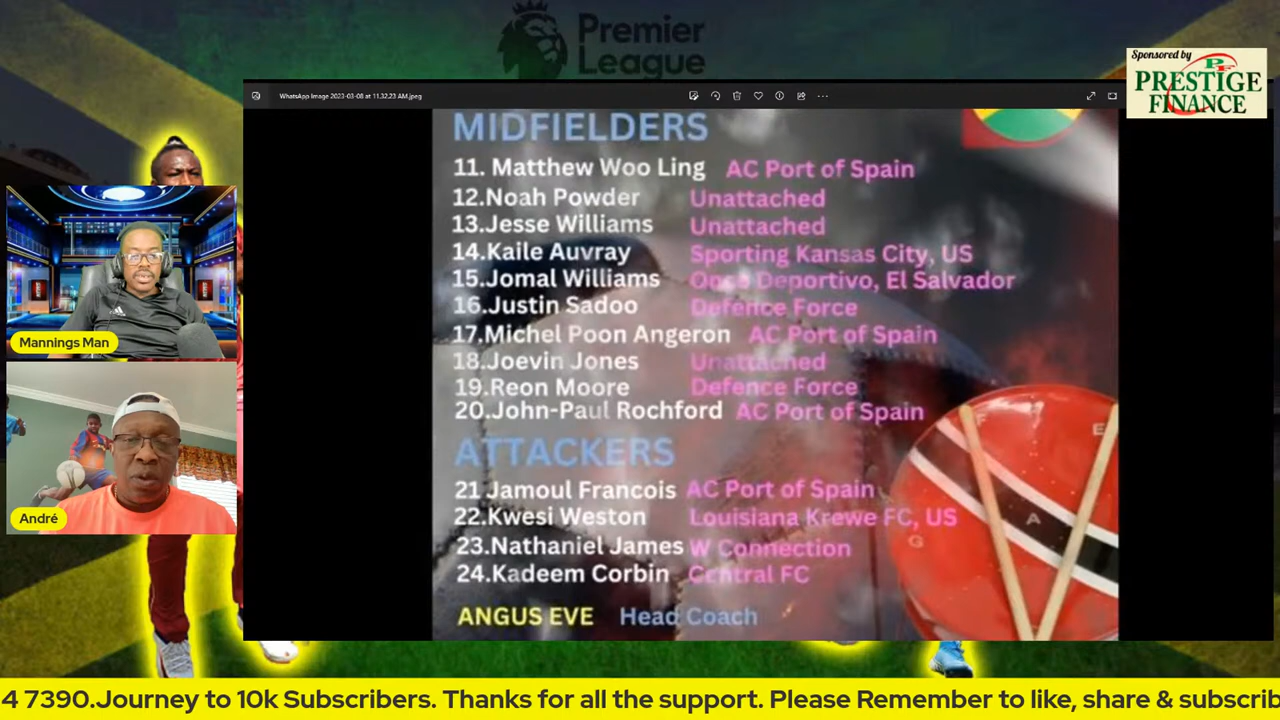 Premier
League
Sponsored by
PF
PRESTIGE
FINANCE
WhatsApp Image 2023-03-08 at 11.32.23 AM.jpeg
MIDFIELDERS
11. Matthew Woo Ling AC Port of Spain
12.Noah Powder Unattached
13.Jesse Williams Unattached
14.Kaile Auvray Sporting Kansas City, US
15.Jomal Williams Once Deportivo, El Salvador
16.Justin Sadoo Defence Force
17.Michel Poon Angeron AC Port of Spain
18.Joevin Jones Unattached
19.Reon Moore Defence Force
20.John-Paul Rochford AC Port of Spain
ATTACKERS
21 Jamoul Francois AC Port of Spain
22.Kwesi Weston Louisiana Krewe FC, US
23.Nathaniel James W Connection
24.Kadeem Corbin Central FC
ANGUS EVE Head Coach
F
E
A
G
Mannings Man
André
4 7390.Journey to 10k Subscribers. Thanks for all the support. Please Remember to like, share & subscrib